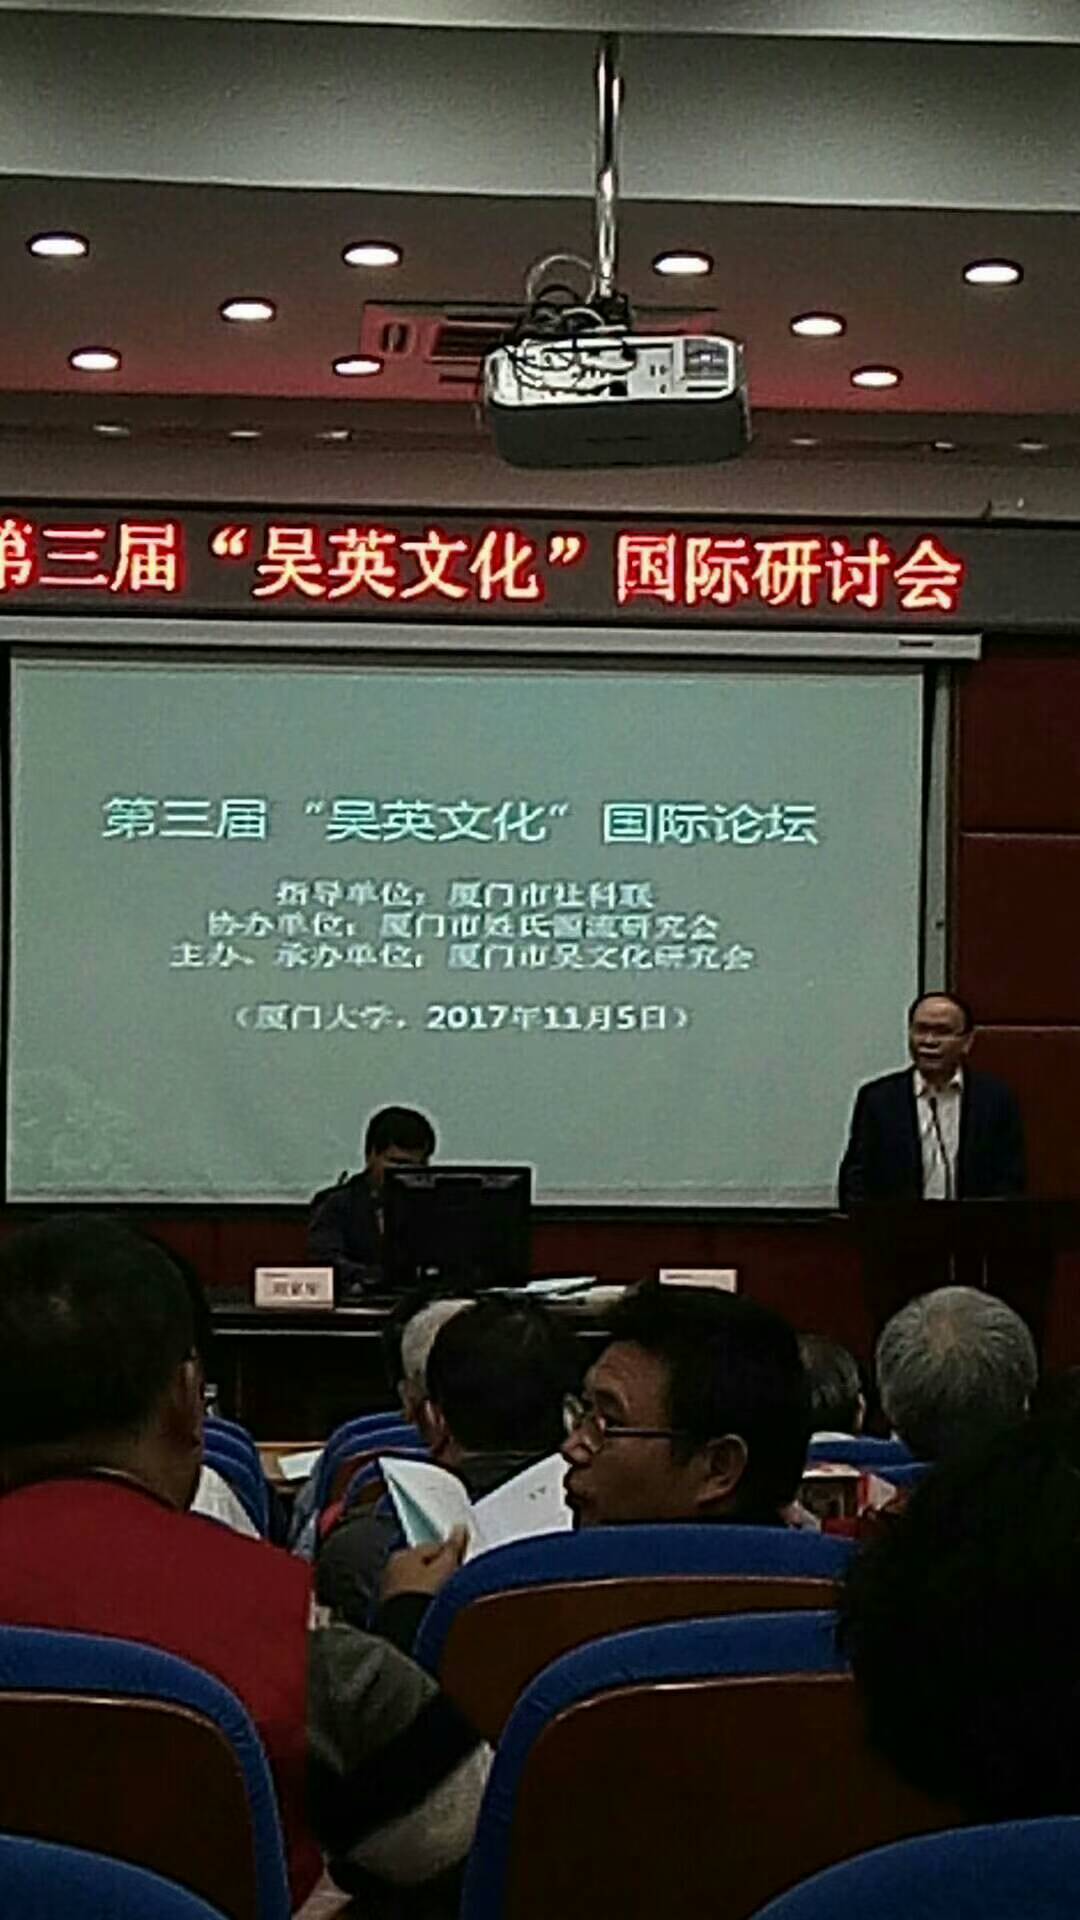 第三届“吴英文化”国际研讨会
第三届“吴英文化“国际论坛
指导单位：厦门市社科联
协办单位：厦门市姓氏源流研究会
主办、承办单位：厦门市吴文化研究会
（厦门大学，2017年11月5日）